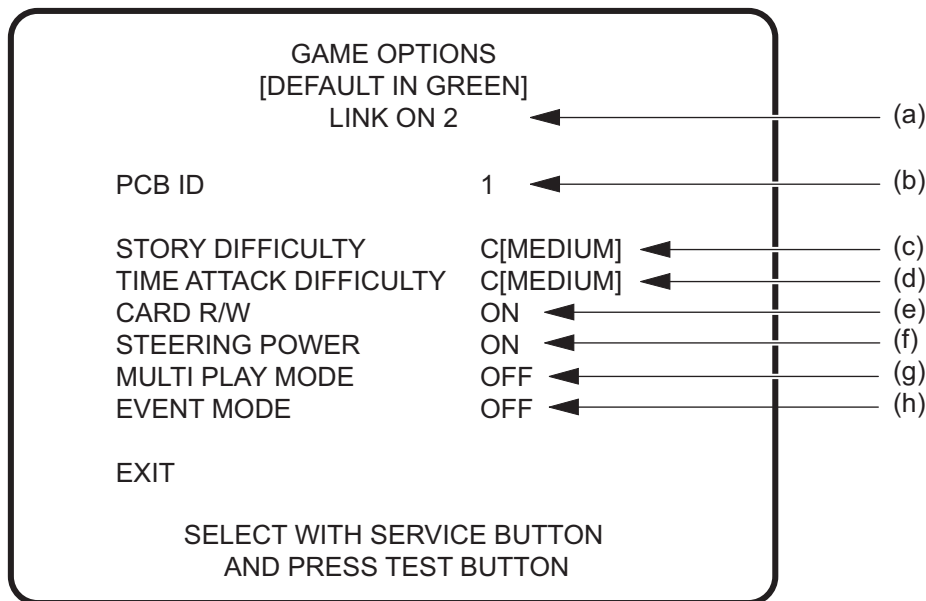 GAME OPTIONS
[DEFAULT IN GREEN]
LINK ON 2 (a)
PCB ID 1 (b)
STORY DIFFICULTY C[MEDIUM] (c)
TIME ATTACK DIFFICULTY C[MEDIUM] (d)
CARD R/W ON (e)
STEERING POWER ON (f)
MULTI PLAY MODE OFF (g)
EVENT MODE OFF (h)
EXIT
SELECT WITH SERVICE BUTTON
AND PRESS TEST BUTTON